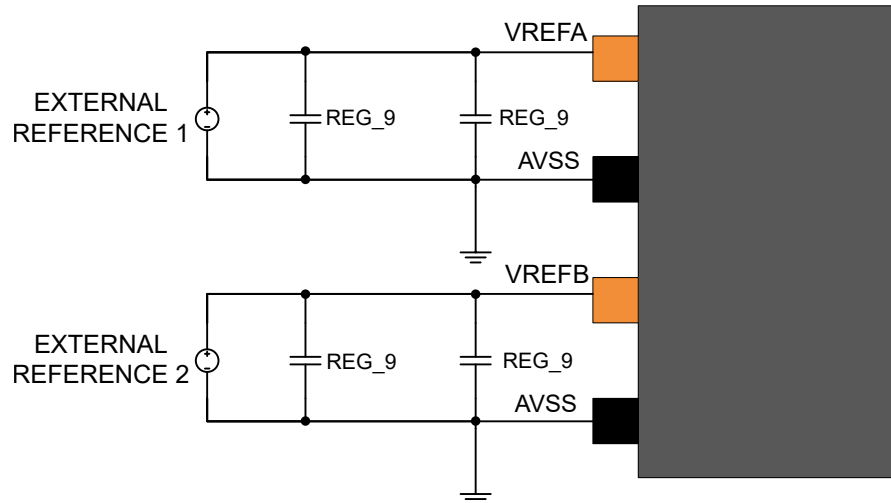 VREFA
EXTERNAL
REFERENCE 1
REG_9
REG_9
AVSS
VREFB
EXTERNAL
REFERENCE 2
REG_9
REG_9
AVSS